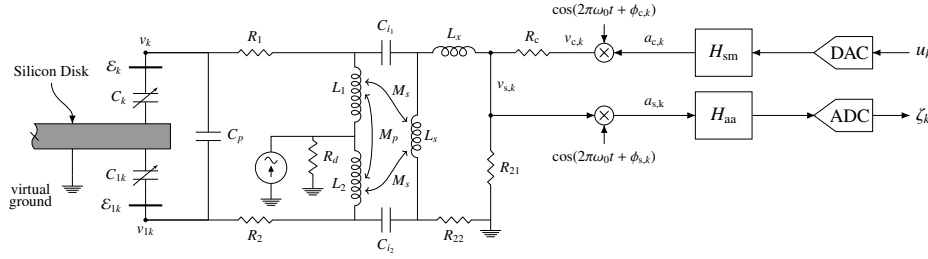 cos(2πω0t + ϕc,k)
vk
R1
Ci1
Lx
Rc
vc,k
ac,k
Hsm
DAC
Silicon Disk
Ek
Ck
L1
Ms
vs,k
Cp
Mp
Ls
as,k
Haa
ADC
ζk
Rd
cos(2πω0t + ϕs,k)
C1k
L2
Ms
R21
virtual
ground
E1k
v1k
R2
Ci2
R22